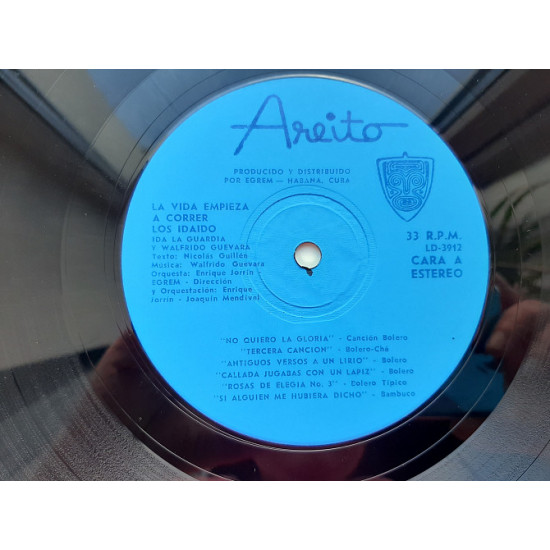 Areito
PRODUCIDO Y DISTRIBUIDO
POR EGREM — HABANA, CUBA
LA VIDA EMPIEZA
A CORRER
LOS IDAIDO
IDA LA GUARDIA
Y WALFRIDO GUEVARA
Texto: Nicolás Guillén
Música: Walfrido Guevara
Orquesta: Enrique Jorrín -
EGREM - Dirección
y Orquestación: Enrique
Jorrín - Joaquín Mendivel
33 R.P.M.
LD-3912
CARA A
ESTEREO
"NO QUIERO LA GLORIA" - Canción Bolero
"TERCERA CANCION" - Bolero-Cha
"ANTIGUOS VERSOS A UN LIRIO" - Bolero
"CALLADA JUGABAS CON UN LAPIZ" - Bolero
"ROSAS DE ELEGIA No. 3" - Bolero Típico
"SI ALGUIEN ME HUBIERA DICHO" - Bambuco